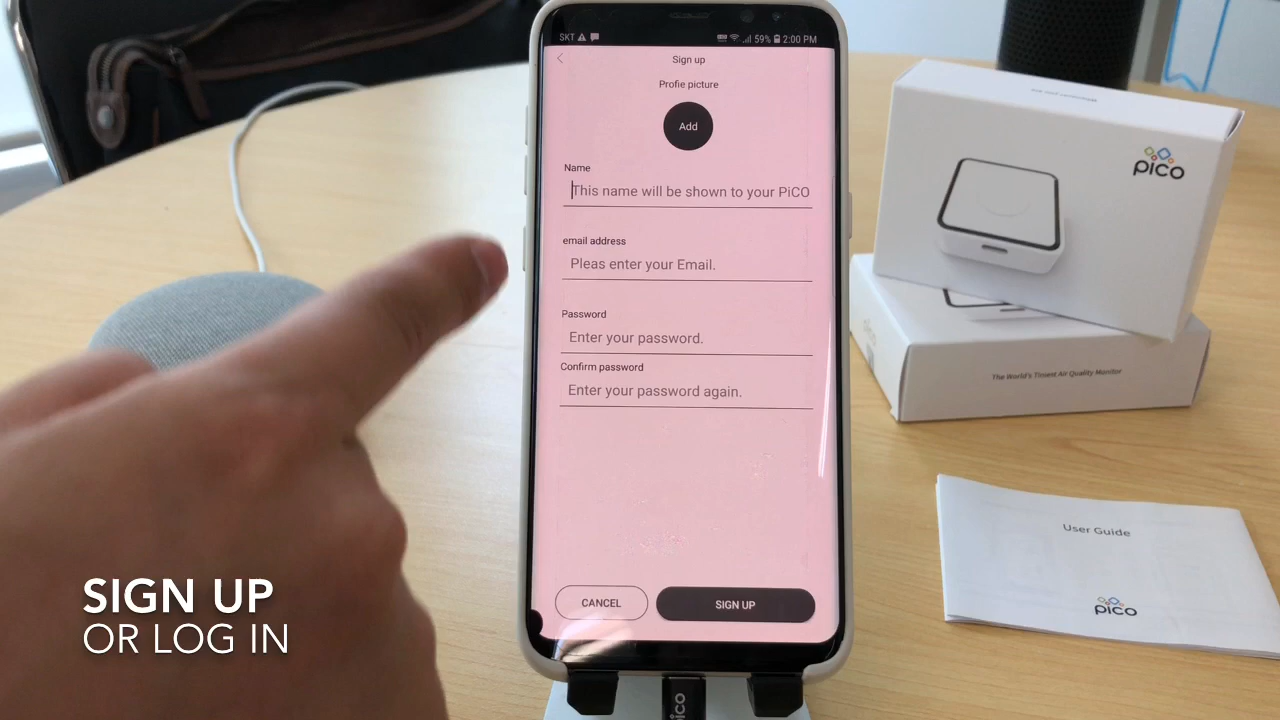 SKT
59% 2:00 PM
Sign up
Profie picture
Add
Name
This name will be shown to your PiCO
email address
Pleas enter your Email.
Password
Enter your password.
Confirm password
Enter your password again.
CANCEL
SIGN UP
SIGN UP
OR LOG IN
pico
The World's Tiniest Air Quality Monitor
User Guide
pico
pico